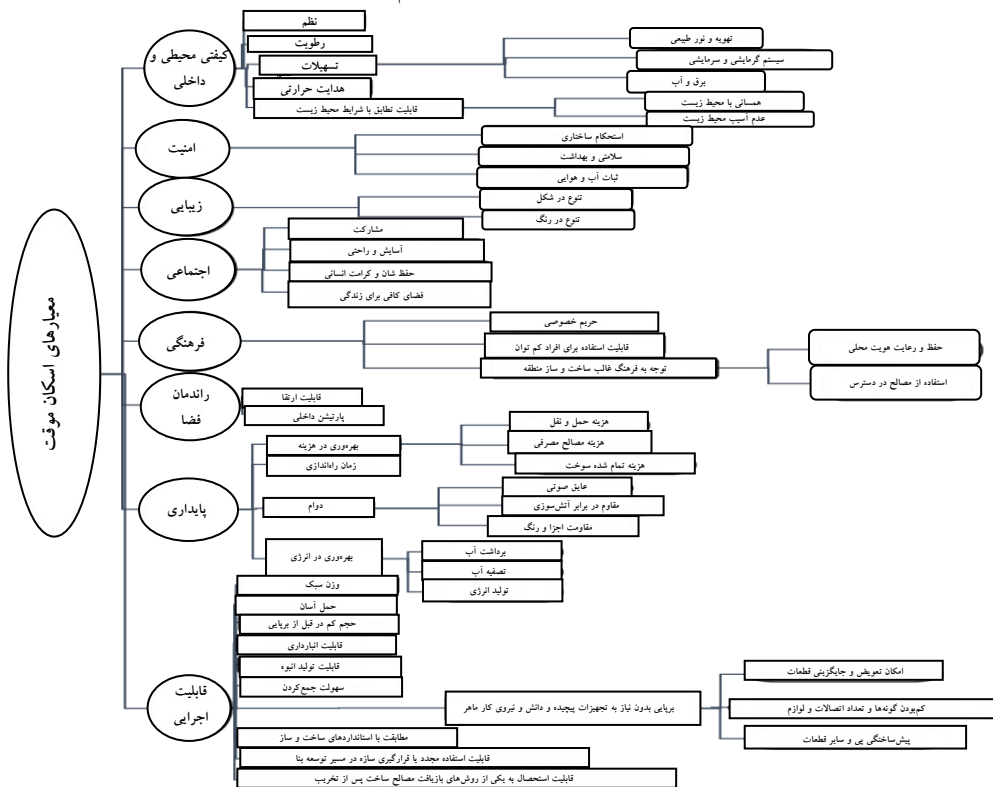 معیارهای اسکان موقت
کیفتی محیطی و
داخلی
نظم
رطوبت
تسهیلات
تهویه و نور طبیعی
سیستم گرمایشی و سرمایشی
برق و آب
هدایت حرارتی
قابلیت تطابق با شرایط محیط زیست
همسانی با محیط زیست
عدم آسیب محیط زیست
امنیت
استحکام ساختاری
سلامتی و بهداشت
ثبات آب و هوایی
زیبایی
تنوع در شکل
تنوع در رنگ
اجتماعی
مشارکت
آسایش و راحتی
حفظ شان و کرامت انسانی
فضای کافی برای زندگی
فرهنگی
حریم خصوصی
قابلیت استفاده برای افراد کم توان
توجه به فرهنگ غالب ساخت و ساز منطقه
حفظ و رعایت هویت محلی
استفاده از مصالح در دسترس
راندمان
فضا
قابلیت ارتقا
پارتیشن داخلی
پایداری
بهره‌وری در هزینه
هزینه حمل و نقل
هزینه مصالح مصرفی
هزینه تمام شده سوخت
زمان راه‌اندازی
دوام
عایق صوتی
مقاوم در برابر آتش‌سوزی
مقاومت اجزا و رنگ
بهره‌وری در انرژی
برداشت آب
تصفیه آب
تولید انرژی
قابلیت
اجرایی
وزن سبک
حمل آسان
حجم کم در قبل از برپایی
قابلیت انبارداری
قابلیت تولید انبوه
سهولت جمع‌کردن
برپایی بدون نیاز به تجهیزات پیچیده و دانش و نیروی کار ماهر
امکان تعویض و جایگزینی قطعات
کم‌بودن گونه‌ها و تعداد اتصالات و لوازم
پیش‌ساختگی پی و سایر قطعات
مطابقت با استانداردهای ساخت و ساز
قابلیت استفاده مجدد یا قرارگیری سازه در مسیر توسعه بنا
قابلیت استحصال به یکی از روش‌های بازیافت مصالح ساخت پس از تخریب